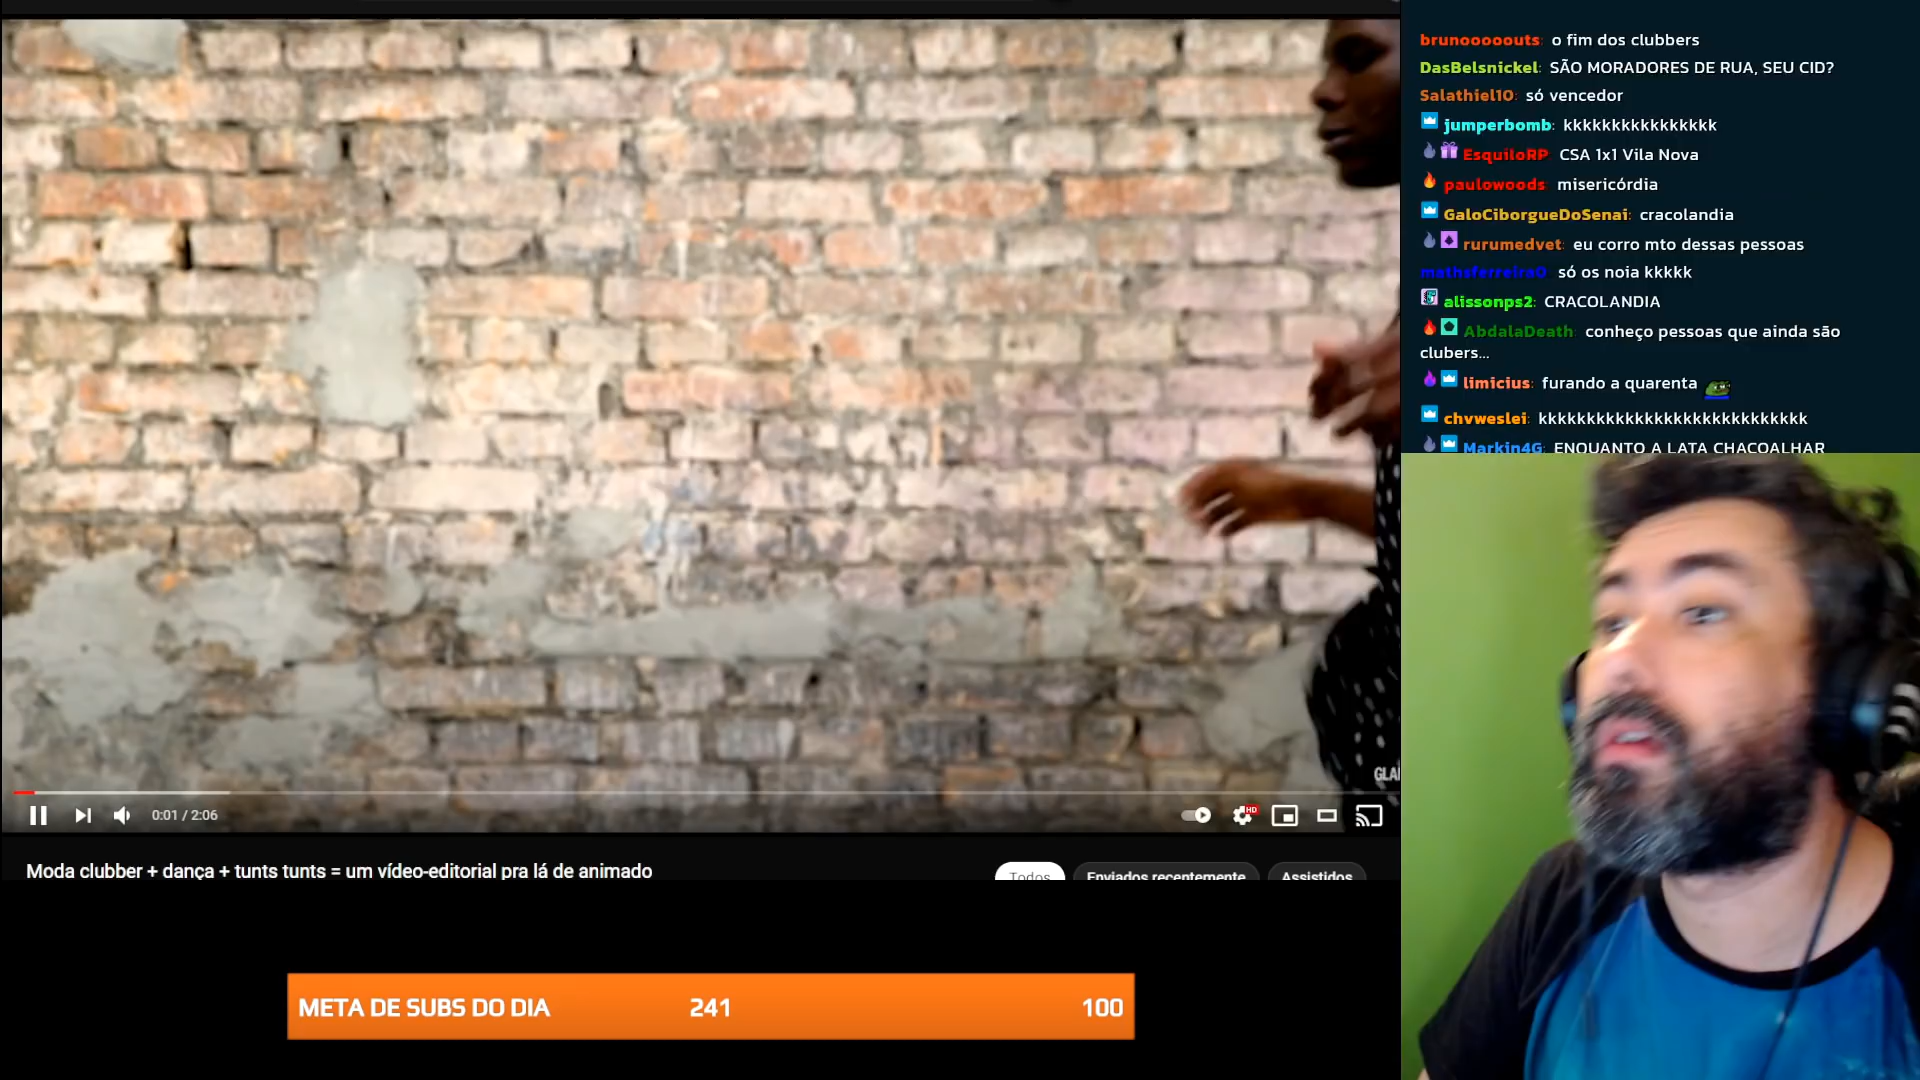 brunooooouts: o fim dos clubbers
DasBelsnickel: SÃO MORADORES DE RUA, SEU CID?
Salathiel10: só vencedor
jumperbomb: kkkkkkkkkkkkkkkk
EsquiloRP: CSA 1x1 Vila Nova
paulowoods: misericórdia
GaloCiborgueDoSenai: cracolandia
rurumedvet: eu corro mto dessas pessoas
mathsferreira0: só os noia kkkkk
alissonps2: CRACOLANDIA
AbdalaDeath: conheço pessoas que ainda são
clubers...
limicius: furando a quarenta
chvweslei: kkkkkkkkkkkkkkkkkkkkkkkkkkkk
Markin4G: ENQUANTO A LATA CHACOALHAR
GLA
HD
0:01 / 2:06
Moda clubber + dança + tunts tunts = um vídeo-editorial pra lá de animado
Todos Enviados recentemente Assistidos
META DE SUBS DO DIA 241 100